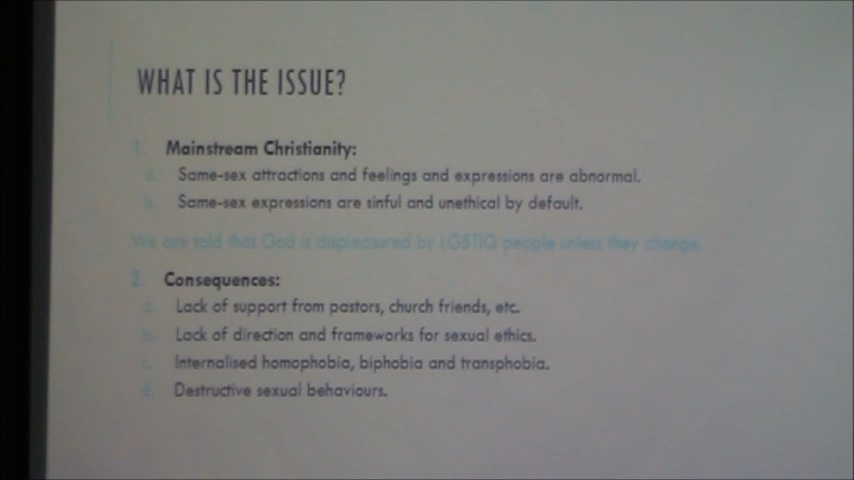 WHAT IS THE ISSUE?
1. Mainstream Christianity:
a. Same-sex attractions and feelings and expressions are abnormal.
b. Same-sex expressions are sinful and unethical by default.
We are told that God is displeasured by LGBTIQ people unless they change.
2. Consequences:
a. Lack of support from pastors, church friends, etc.
b. Lack of direction and frameworks for sexual ethics.
c. Internalised homophobia, biphobia and transphobia.
d. Destructive sexual behaviours.